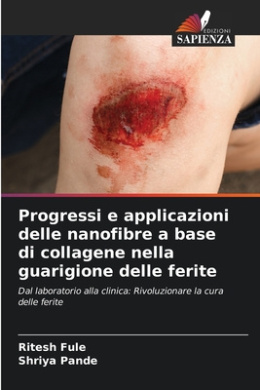 EDIZIONI
SAPIENZA
Progressi e applicazioni
delle nanofibre a base
di collagene nella
guarigione delle ferite
Dal laboratorio alla clinica: Rivoluzionare la cura
delle ferite
Ritesh Fule
Shriya Pande